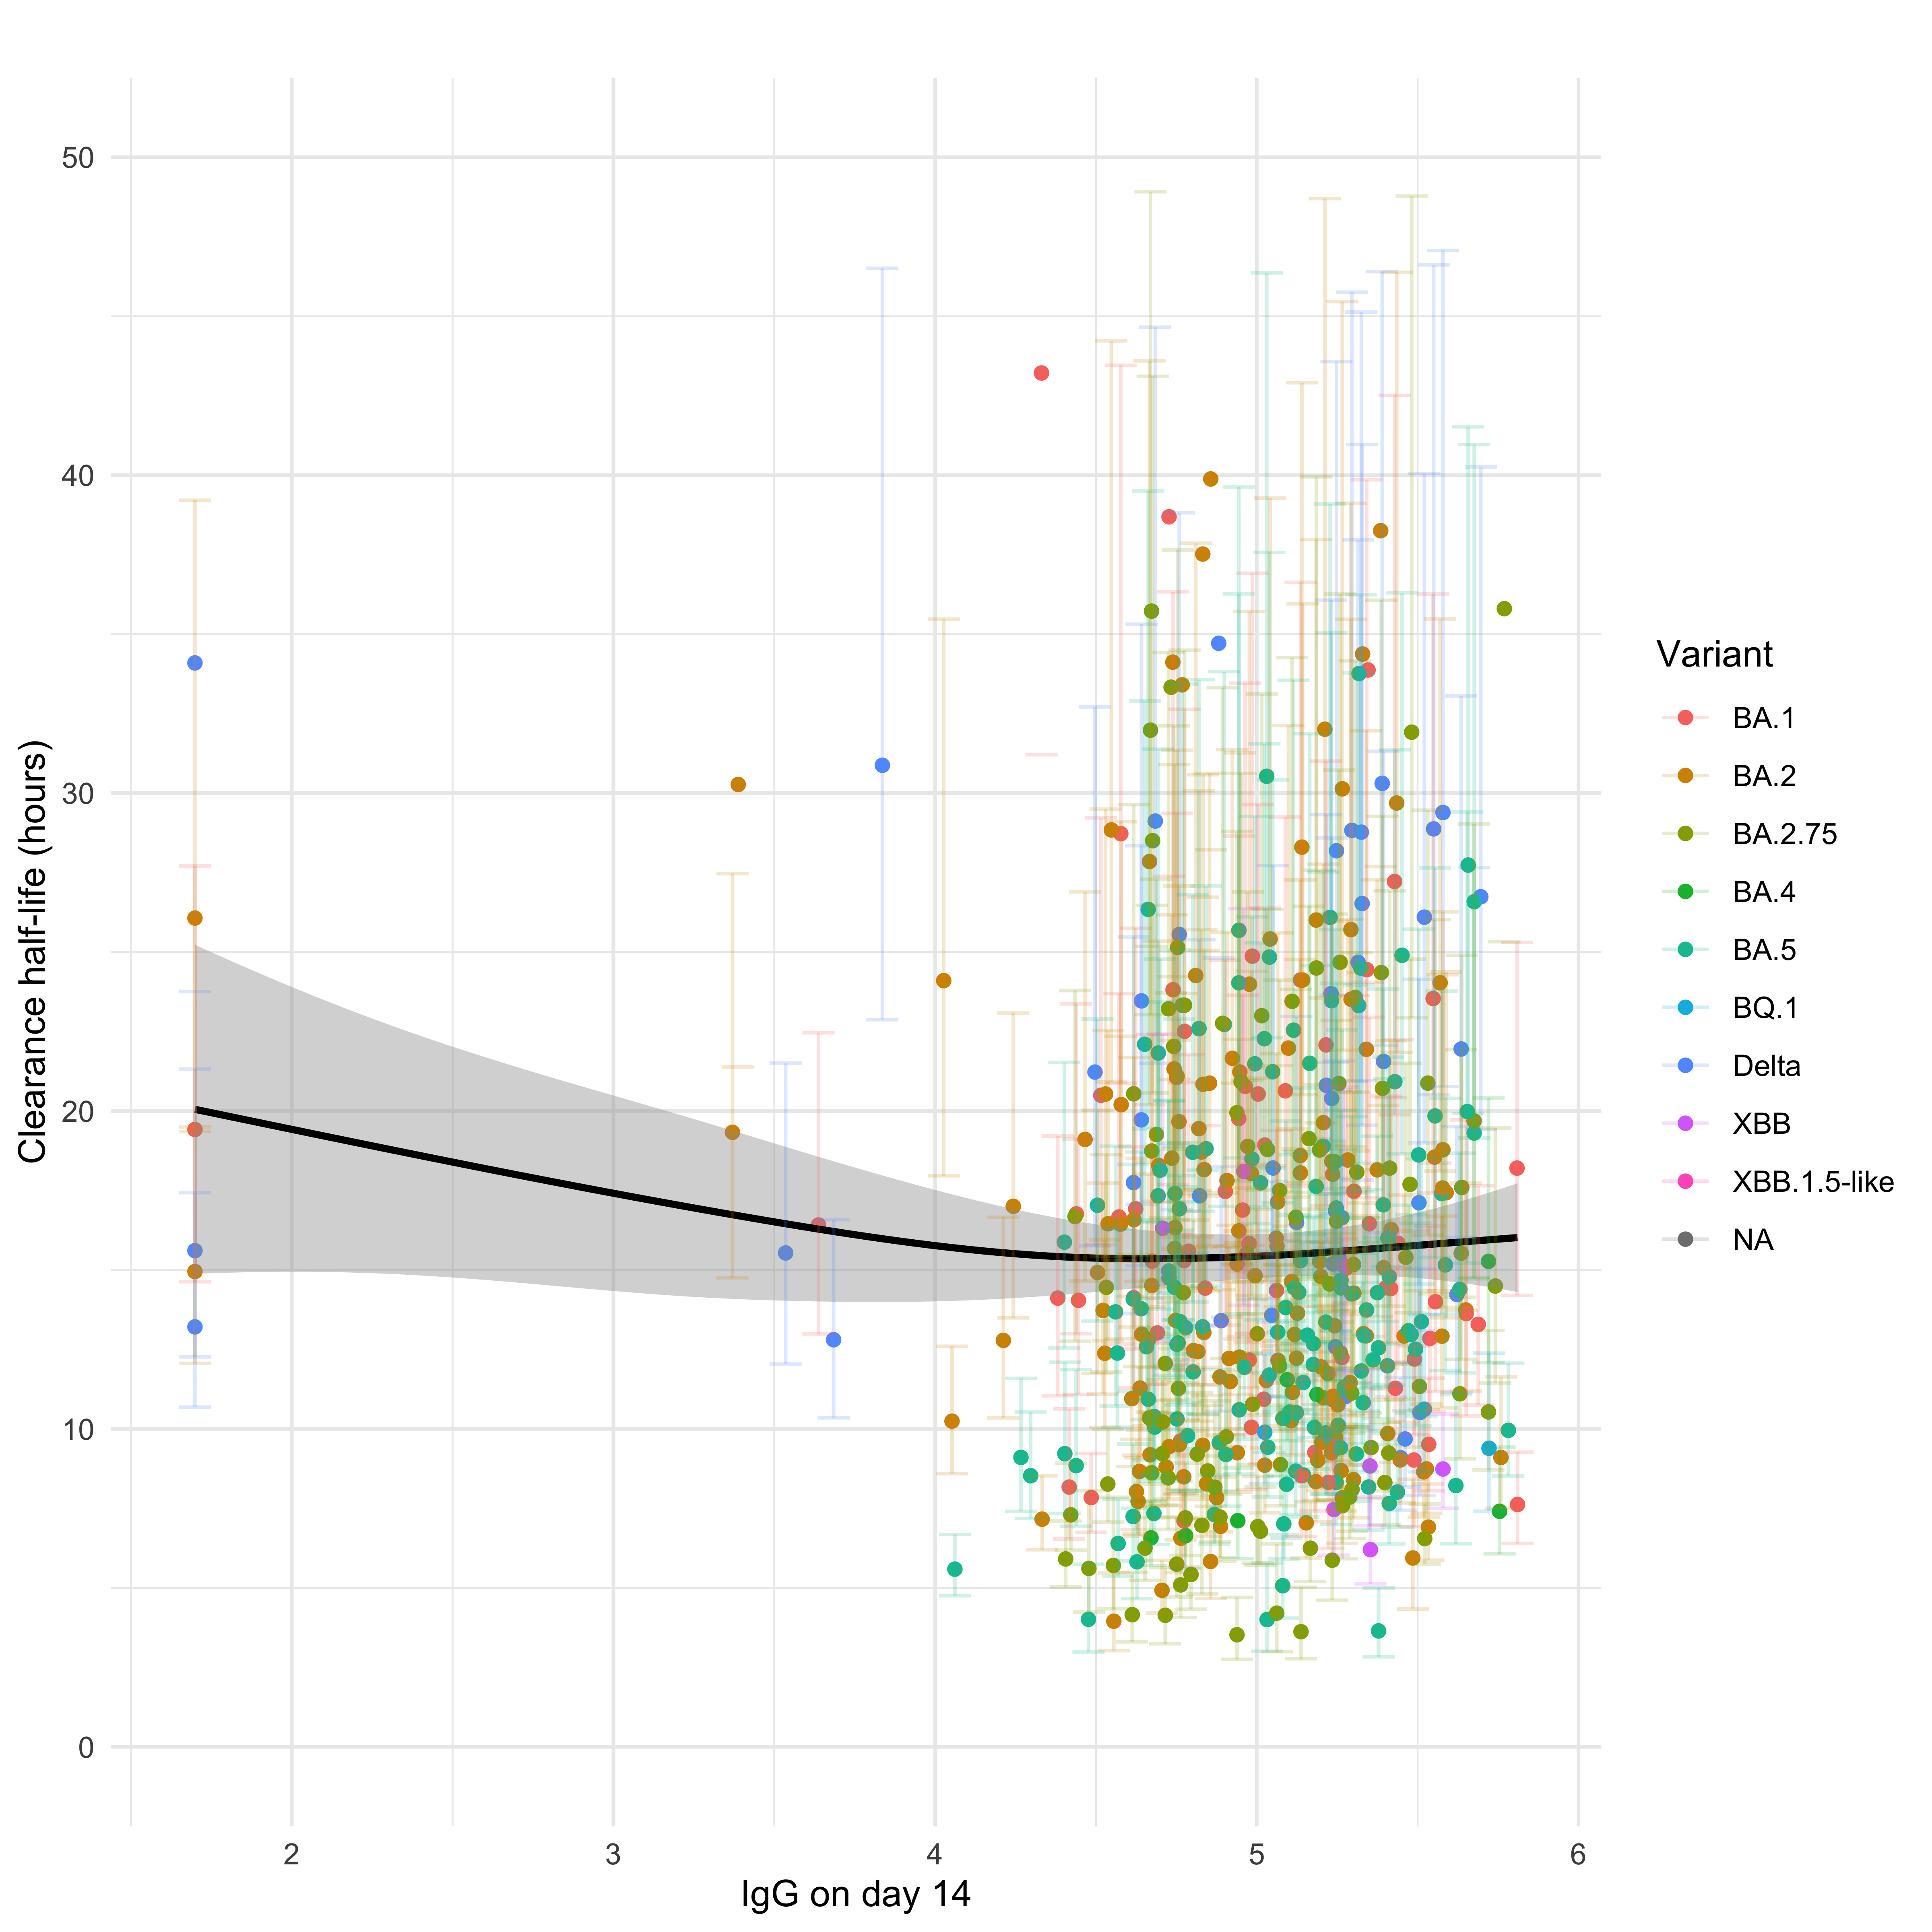 50
40
30
20
10
0
Clearance half-life (hours)
2
3
4
5
6
IgG on day 14
Variant
BA.1
BA.2
BA.2.75
BA.4
BA.5
BQ.1
Delta
XBB
XBB.1.5-like
NA